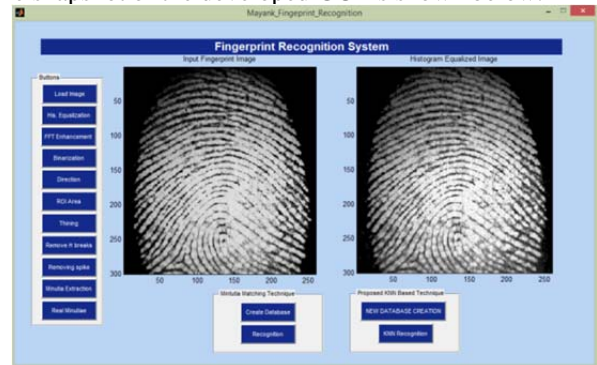 Mayank_Fingerprint_Recognition
Fingerprint Recognition System
Input Fingerprint Image
Histogram Equalized Image
Buttons
Load Image
His. Equalization
FFT Enhancement
Binarization
Direction
ROI Area
Thining
Remove H breaks
Removing spike
Minutia Extraction
Real Minutiae
50
100
150
200
250
300
50 100 150 200 250
50
100
150
200
250
300
50 100 150 200 250
Mintutia Matching Technique
Create Database
Recognition
Proposed KNN Based Technique
NEW DATABASE CREATION
KNN Recognition